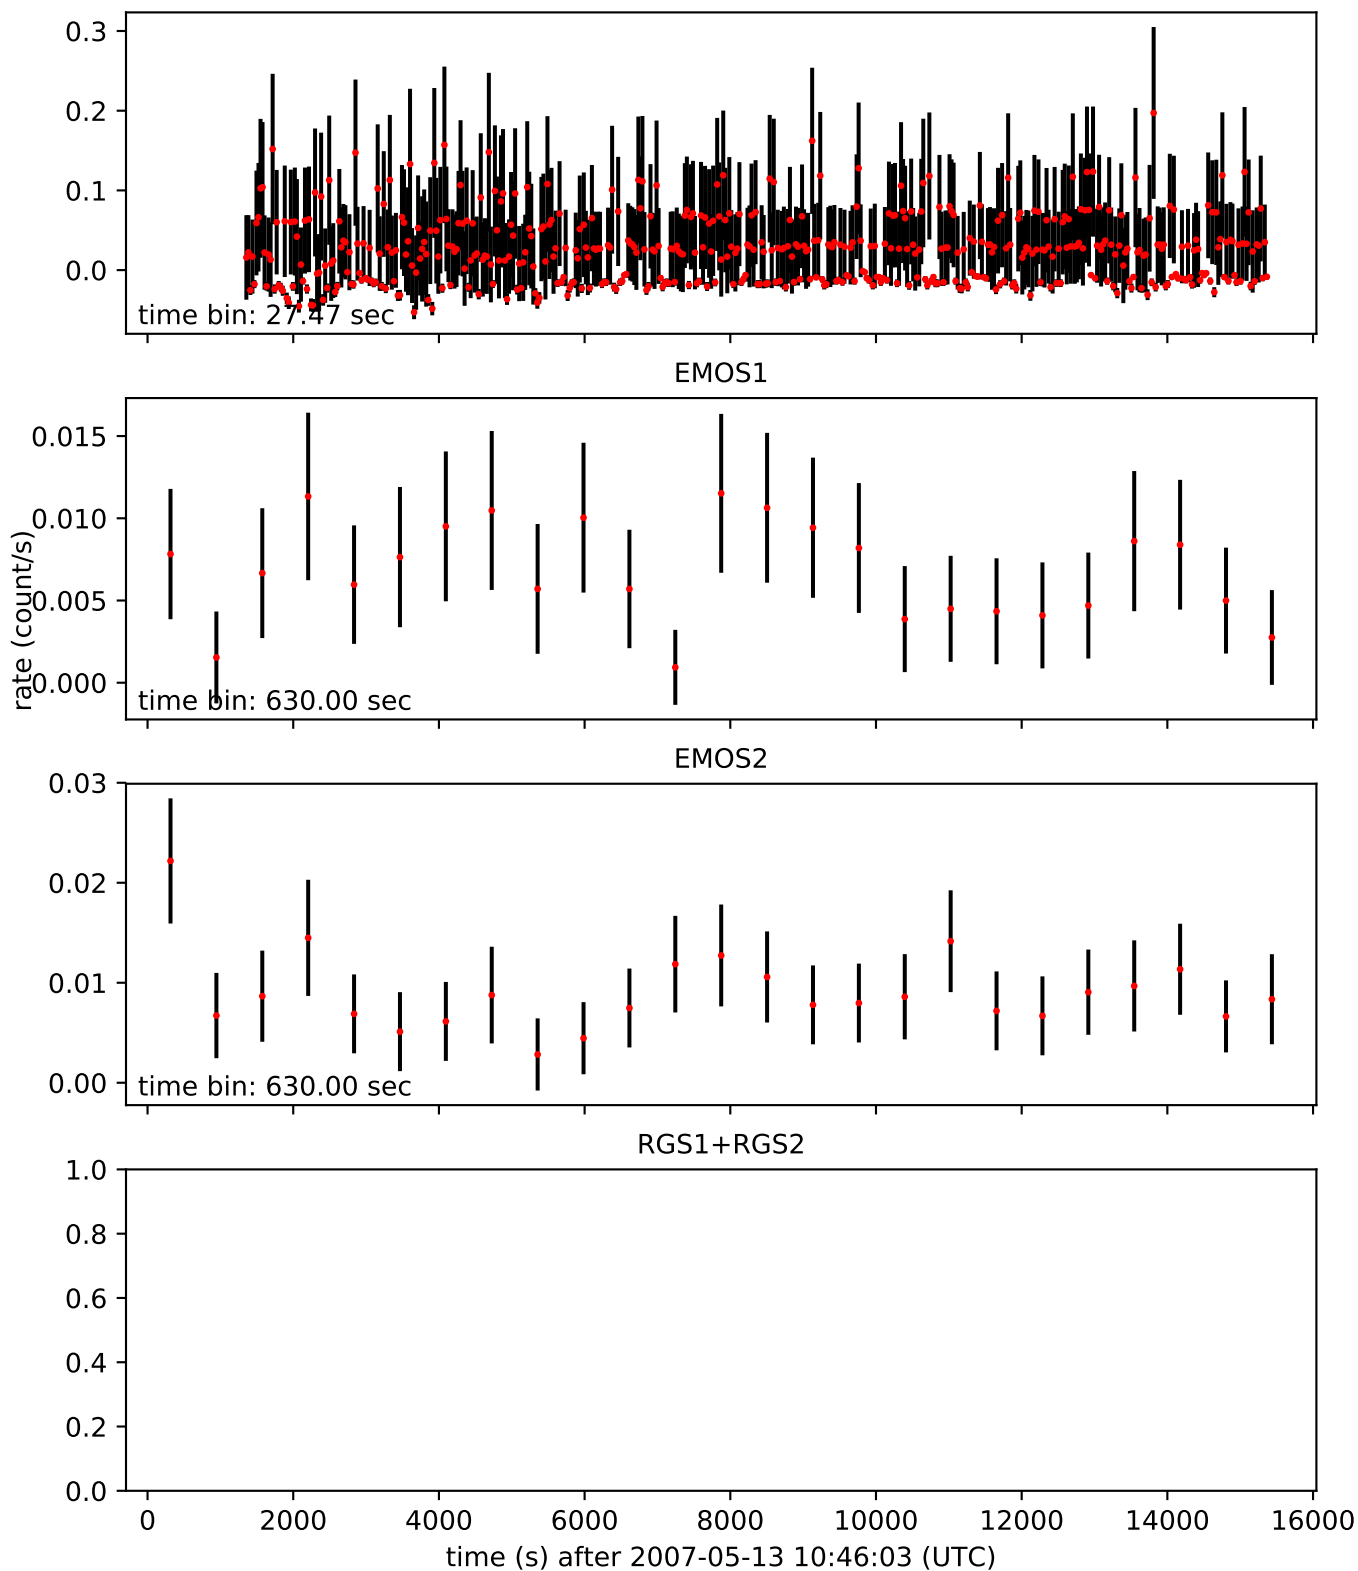 0.3
0.2
0.1
0.0
time bin: 27.47 sec
EMOS1
0.015
0.010
0.005
0.000
rate (count/s)
time bin: 630.00 sec
EMOS2
0.03
0.02
0.01
0.00
time bin: 630.00 sec
RGS1+RGS2
1.0
0.8
0.6
0.4
0.2
0.0
0 2000 4000 6000 8000 10000 12000 14000 16000
time (s) after 2007-05-13 10:46:03 (UTC)